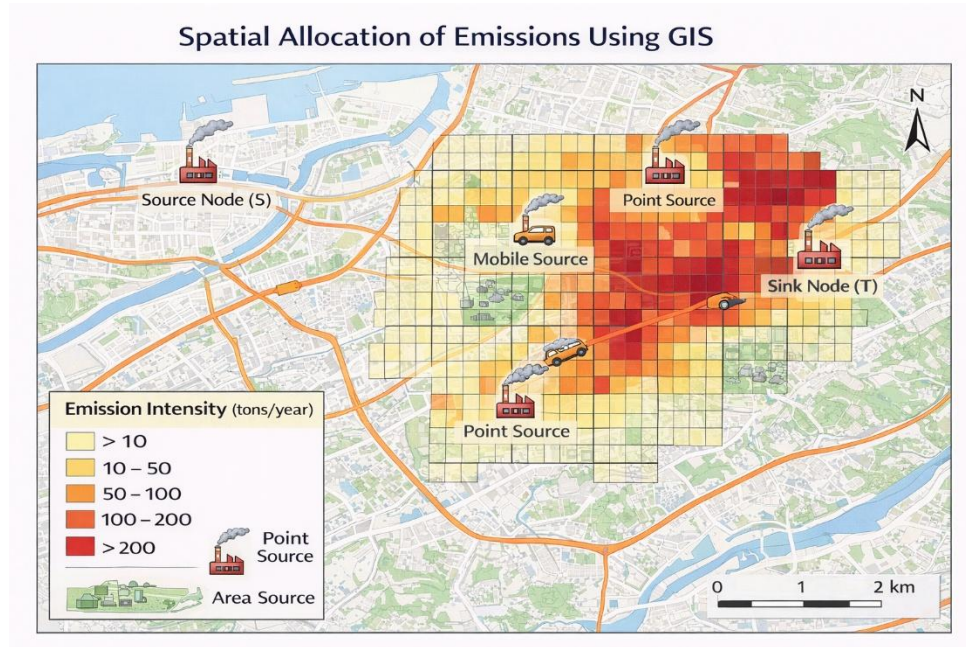 Spatial Allocation of Emissions Using GIS
N
Source Node (S)
Point Source
Mobile Source
Sink Node (T)
Point Source
Emission Intensity (tons/year)
> 10
10 – 50
50 – 100
100 – 200
> 200
Point
Source
Area Source
0 1 2 km